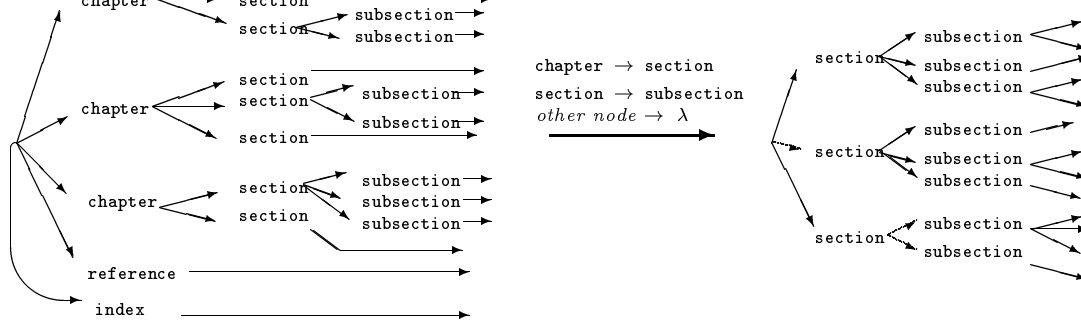 chapter
section
section
subsection
subsection
section
section
subsection
chapter
subsection
section
section
subsection
chapter
subsection
section
subsection
reference
index
chapter → section
section → subsection
other node → λ
section
subsection
subsection
subsection
section
subsection
subsection
subsection
section
subsection
subsection